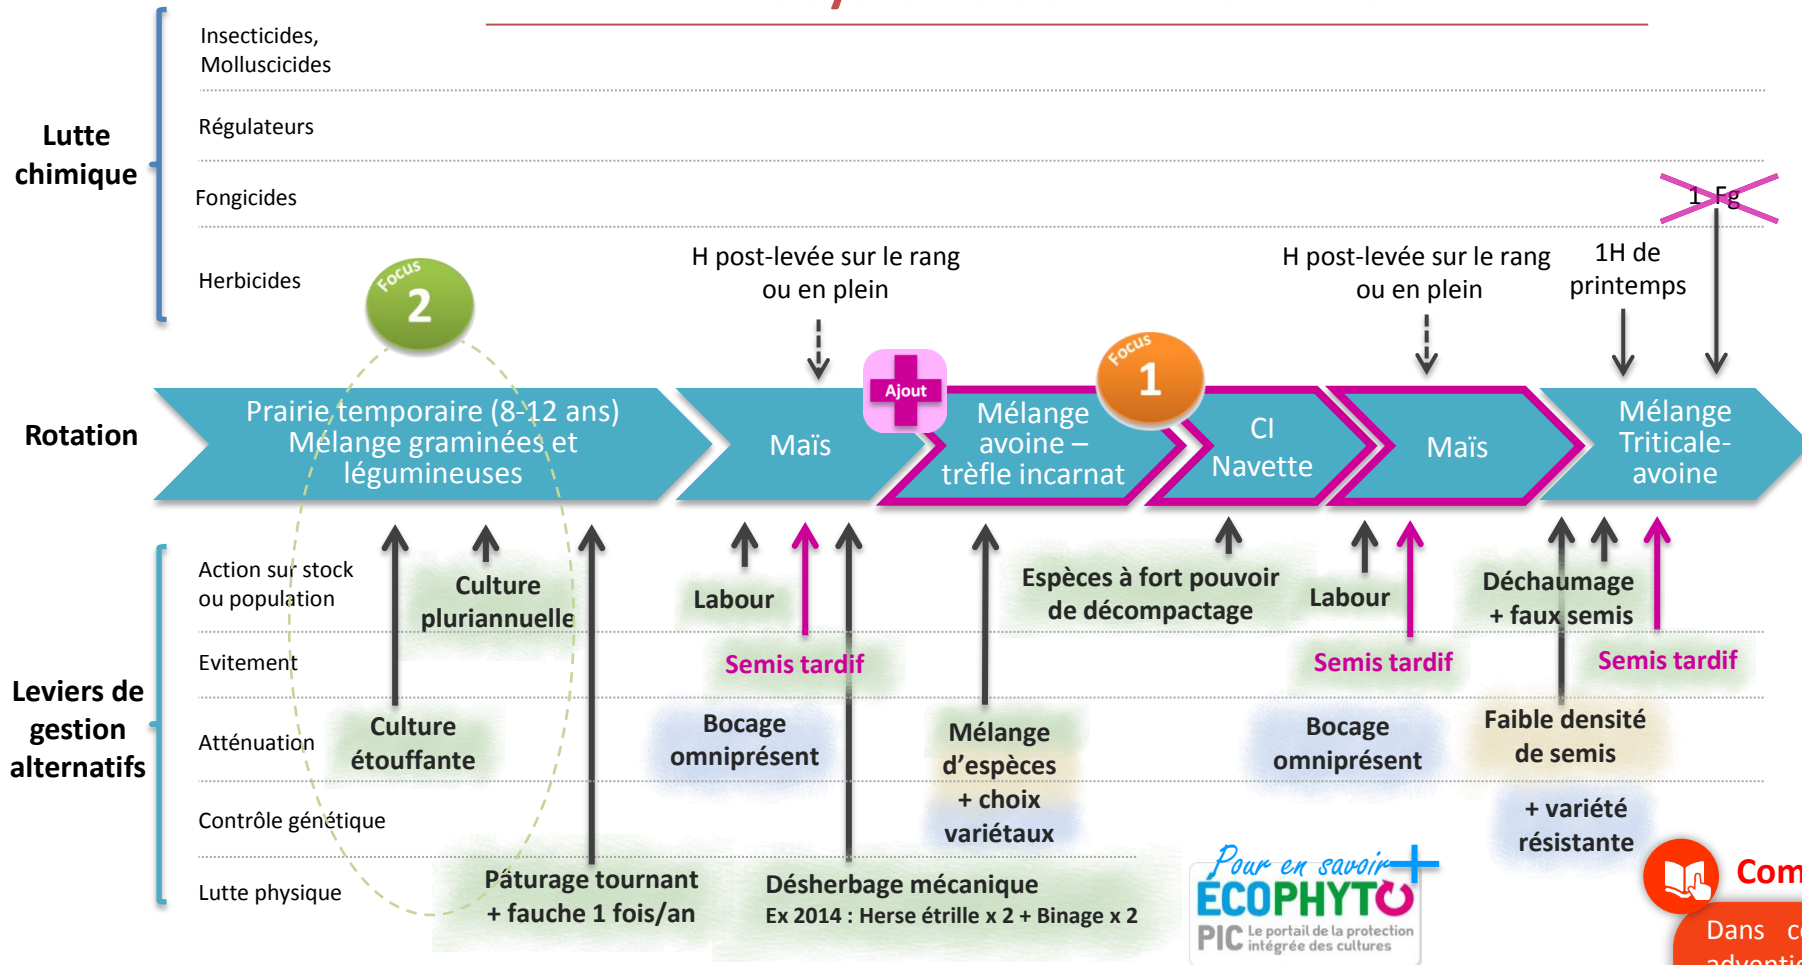 Insecticides,
Molluscicides
Régulateurs
Lutte
chimique
Fongicides
1 Fg
Herbicides
Focus
2
H post-levée sur le rang
ou en plein
H post-levée sur le rang
ou en plein
1H de
printemps
Rotation
Prairie temporaire (8-12 ans)
Mélange graminées et
légumineuses
Maïs
Ajout
Mélange
avoine –
trèfle incarnat
Focus
1
CI
Navette
Maïs
Mélange
Triticale-
avoine
Leviers de
gestion
alternatifs
Action sur stock
ou population
Culture
pluriannuelle
Labour
Espèces à fort pouvoir
de décompactage
Labour
Déchaumage
+ faux semis
Evitement
Semis tardif
Semis tardif
Semis tardif
Atténuation
Culture
étouffante
Bocage
omniprésent
Mélange
d'espèces
+ choix
variétaux
Bocage
omniprésent
Faible densité
de semis
Contrôle génétique
+ variété
résistante
Lutte physique
Pâturage tournant
+ fauche 1 fois/an
Désherbage mécanique
Ex 2014 : Herse étrille x 2 + Binage x 2
Pour en savoir +
ECOPHYTO
PIC Le portail de la protection
intégrée des cultures
Com
Dans c